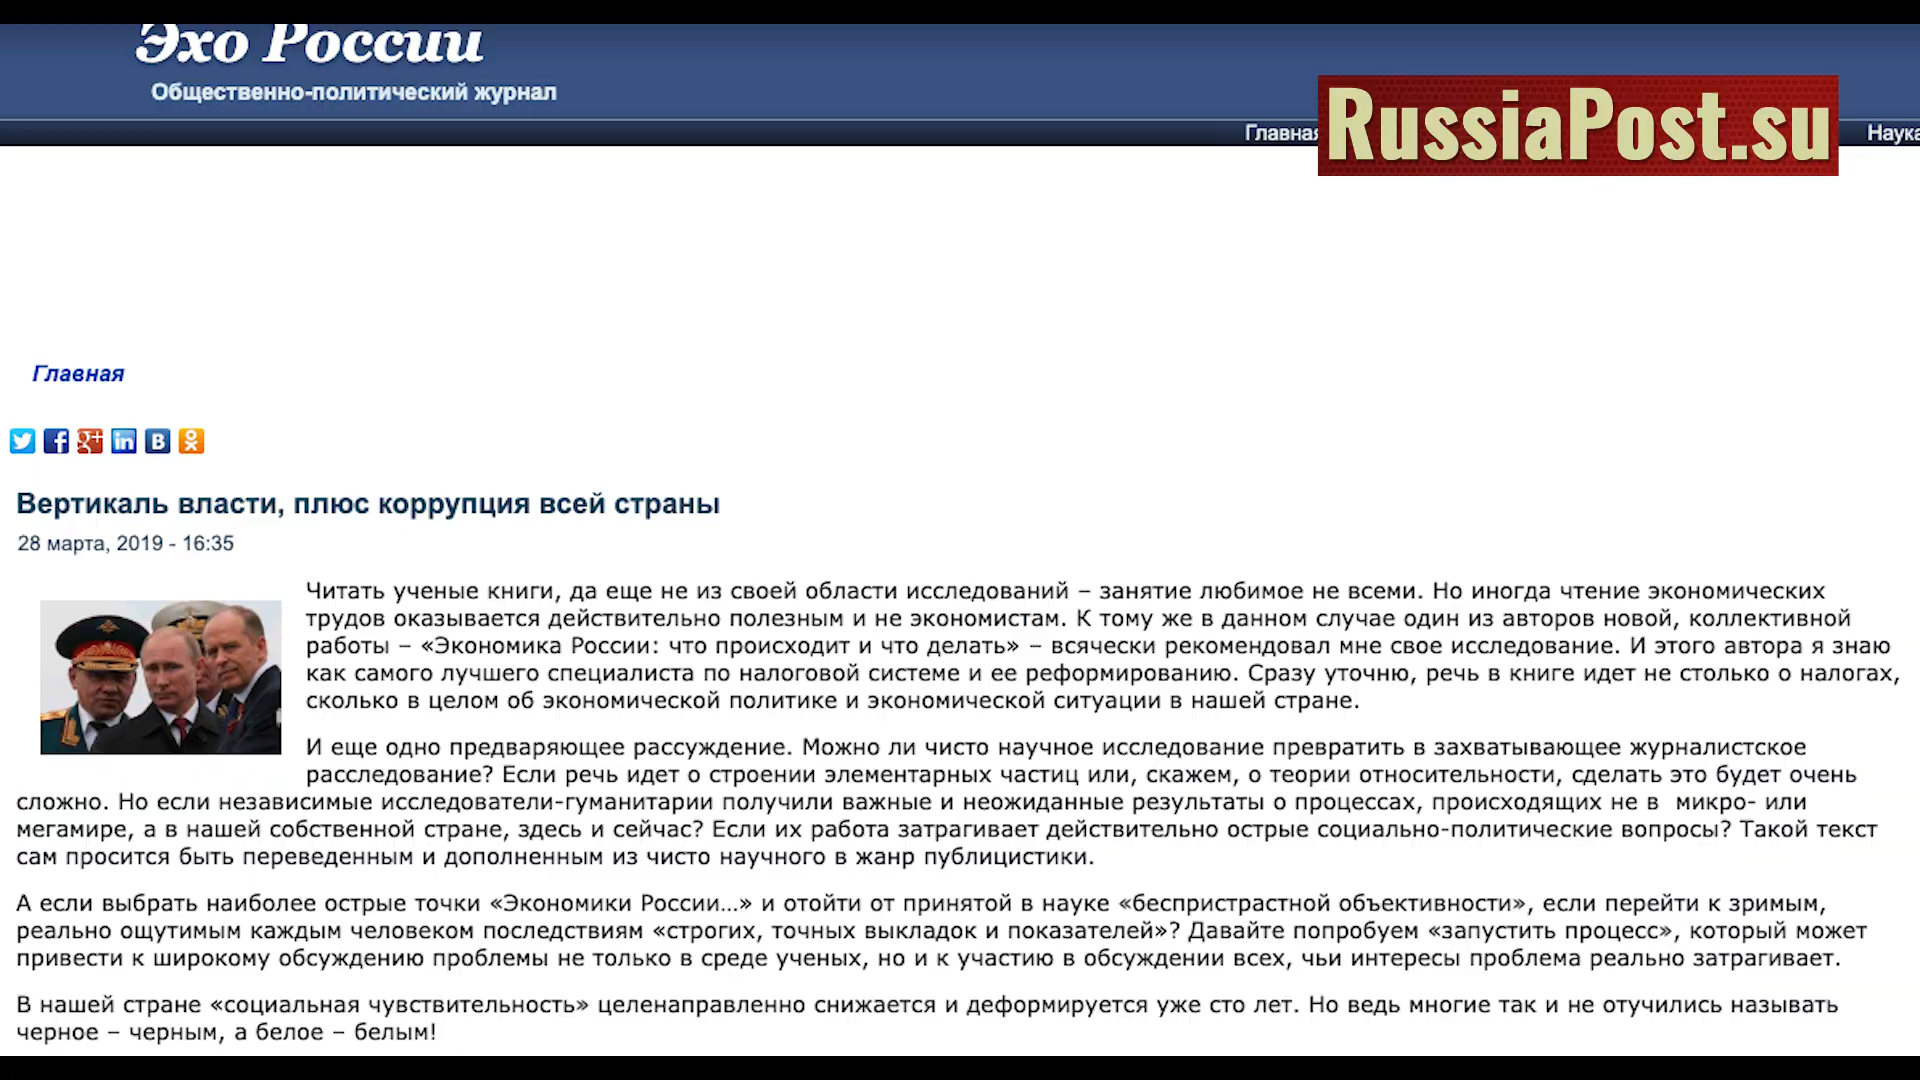 Эхо России
Общественно-политический журнал
Главная
RussiaPost.su
Главная
Вертикаль власти, плюс коррупция всей страны
28 марта, 2019 - 16:35
Читать ученые книги, да еще не из своей области исследований – занятие любимое не всеми. Но иногда чтение экономических
трудов оказывается действительно полезным и не экономистам. К тому же в данном случае один из авторов новой, коллективной
работы – «Экономика России: что происходит и что делать» – всячески рекомендовал мне свое исследование. И этого автора я знаю
как самого лучшего специалиста по налоговой системе и ее реформированию. Сразу уточню, речь в книге идет не столько о налогах,
сколько в целом об экономической политике и экономической ситуации в нашей стране.
И еще одно предваряющее рассуждение. Можно ли чисто научное исследование превратить в захватывающее журналистское
расследование? Если речь идет о строении элементарных частиц или, скажем, о теории относительности, сделать это будет очень
сложно. Но если независимые исследователи-гуманитарии получили важные и неожиданные результаты о процессах, происходящих не в микро- или
мегамире, а в нашей собственной стране, здесь и сейчас? Если их работа затрагивает действительно острые социально-политические вопросы? Такой текст
сам просится быть переведенным и дополненным из чисто научного в жанр публицистики.
А если выбрать наиболее острые точки «Экономики России…» и отойти от принятой в науке «беспристрастной объективности», если перейти к зримым,
реально ощутимым каждым человеком последствиям «строгих, точных выкладок и показателей»? Давайте попробуем «запустить процесс», который может
привести к широкому обсуждению проблемы не только в среде ученых, но и к участию в обсуждении всех, чьи интересы проблема реально затрагивает.
В нашей стране «социальная чувствительность» целенаправленно снижается и деформируется уже сто лет. Но ведь многие так и не отучились называть
черное – черным, а белое – белым!